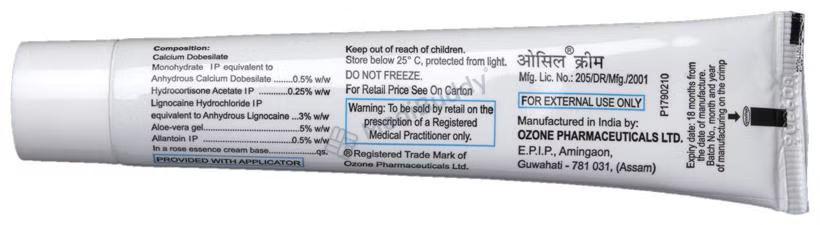 Composition:
Calcium Dobesilate
Monohydrate IP equivalent to
Anhydrous Calcium Dobesilate ........0.5% w/w
Hydrocortisone Acetate IP ............0.25% w/w
Lignocaine Hydrochloride IP
equivalent to Anhydrous Lignocaine ...3% w/w
Aloe-vera gel...............................5% w/w
Allantoin IP .................................0.5% w/w
In a rose essence cream base....................qs.
PROVIDED WITH APPLICATOR
Keep out of reach of children.
Store below 25° C, protected from light.
DO NOT FREEZE.
For Retail Price See On Carton
Warning: To be sold by retail on the
prescription of a Registered
Medical Practitioner only.
® Registered Trade Mark of
Ozone Pharmaceuticals Ltd.
ओसिल® क्रीम
Mfg. Lic. No.: 205/DR/Mfg./2001
FOR EXTERNAL USE ONLY
Manufactured in India by:
OZONE PHARMACEUTICALS LTD.
E.P.I.P., Amingaon,
Guwahati - 781 031, (Assam)
P1790210
Expiry date: 18 months from
the date of manufacture.
Batch No., month and year
of manufacturing on the crimp